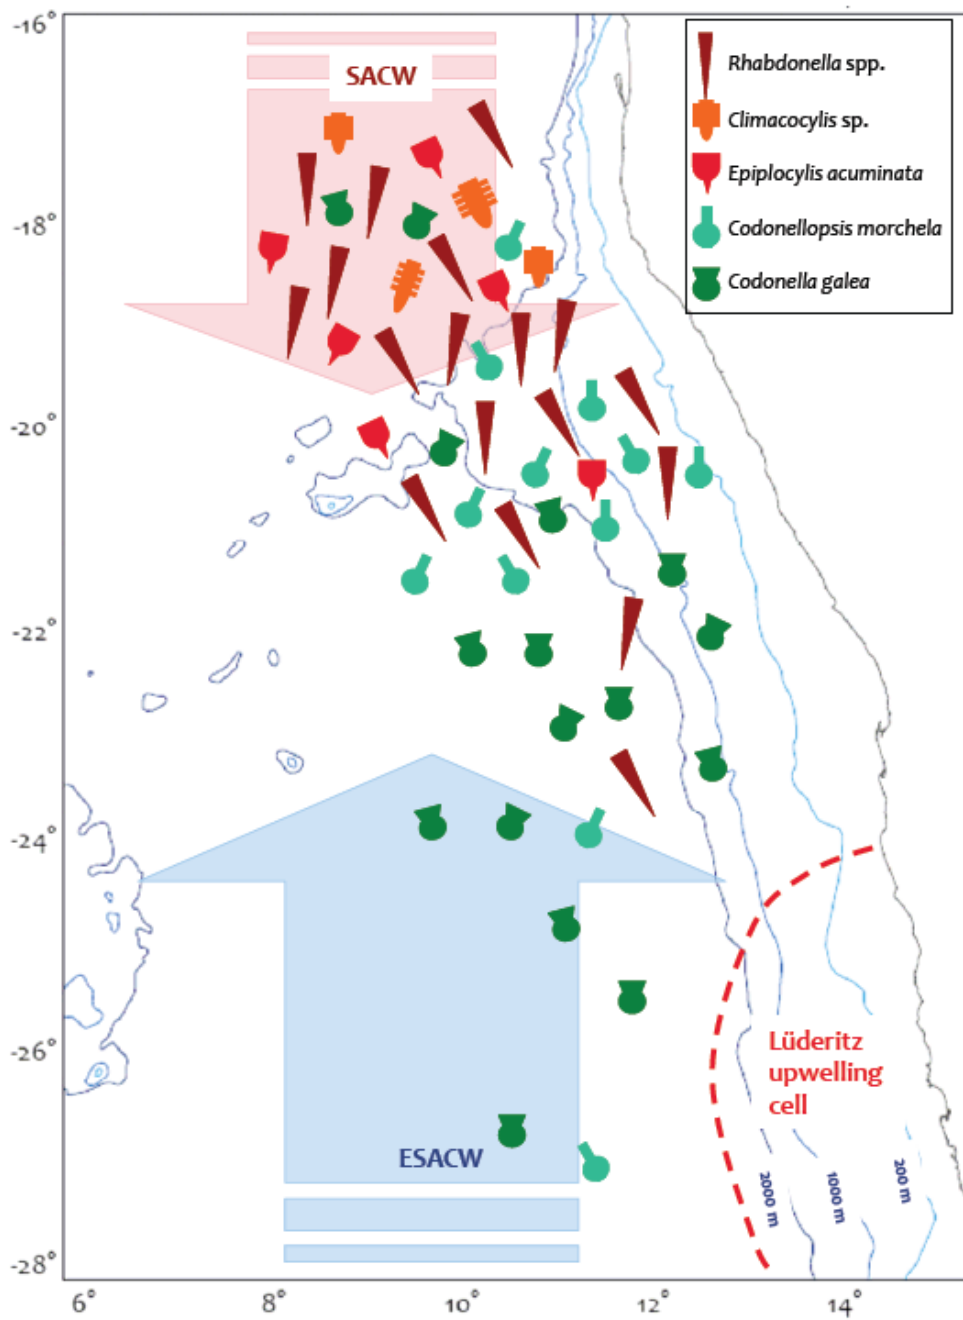 -16°
SACW
Rhabdonella spp.
Climacocylis sp.
Epiplocylis acuminata
Codonellopsis morchela
Codonella galea
-18°
-20°
-22°
-24°
-26°
Lüderitz
upwelling
cell
ESACW
2000 m
1000 m
200 m
-28°
6°
8°
10°
12°
14°